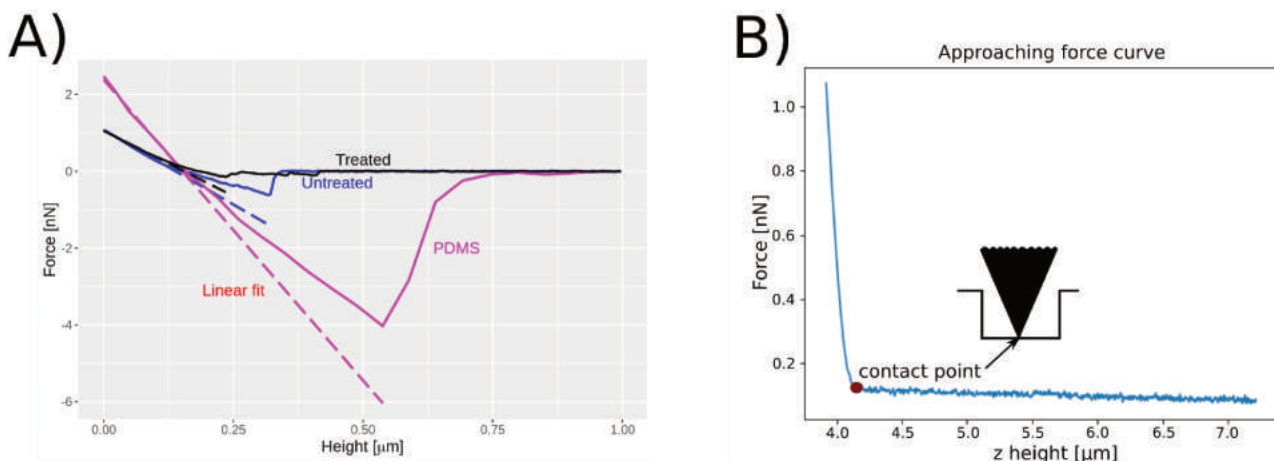 A)
2
0
-2
-4
-6
Force [nN]
Treated
Untreated
PDMS
Linear fit
0.00
0.25
0.50
0.75
1.00
Height [μm]
B)
Approaching force curve
1.0
0.8
0.6
0.4
0.2
Force [nN]
contact point
4.0
4.5
5.0
5.5
6.0
6.5
7.0
z height [μm]